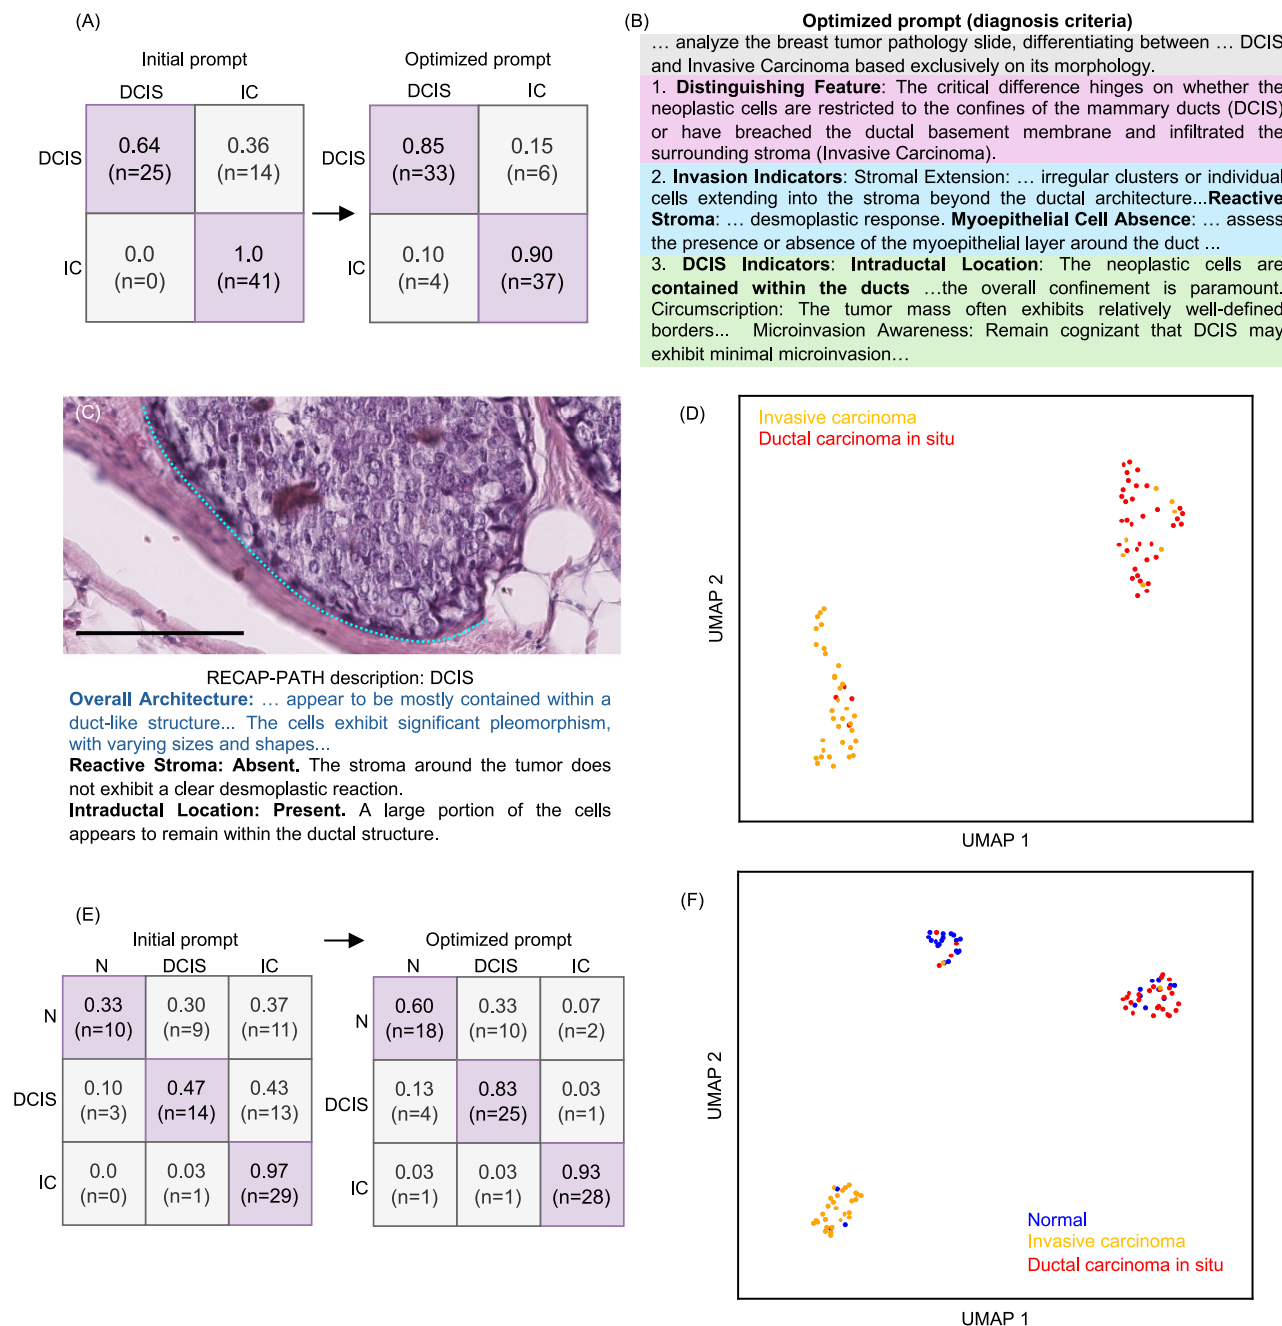 (A)
Initial prompt
DCIS IC
DCIS
0.64 0.36
(n=25) (n=14)
IC
0.0 1.0
(n=0) (n=41)
Optimized prompt
DCIS IC
DCIS
0.85 0.15
(n=33) (n=6)
IC
0.10 0.90
(n=4) (n=37)
(B)
Optimized prompt (diagnosis criteria)
… analyze the breast tumor pathology slide, differentiating between … DCIS
and Invasive Carcinoma based exclusively on its morphology.
1. Distinguishing Feature: The critical difference hinges on whether the
neoplastic cells are restricted to the confines of the mammary ducts (DCIS)
or have breached the ductal basement membrane and infiltrated the
surrounding stroma (Invasive Carcinoma).
2. Invasion Indicators: Stromal Extension: … irregular clusters or individual
cells extending into the stroma beyond the ductal architecture...Reactive
Stroma: … desmoplastic response. Myoepithelial Cell Absence: … assess
the presence or absence of the myoepithelial layer around the duct …
3. DCIS Indicators: Intraductal Location: The neoplastic cells are
contained within the ducts …the overall confinement is paramount.
Circumscription: The tumor mass often exhibits relatively well-defined
borders... Microinvasion Awareness: Remain cognizant that DCIS may
exhibit minimal microinvasion…
(C)
RECAP-PATH description: DCIS
Overall Architecture: … appear to be mostly contained within a
duct-like structure... The cells exhibit significant pleomorphism,
with varying sizes and shapes...
Reactive Stroma: Absent. The stroma around the tumor does
not exhibit a clear desmoplastic reaction.
Intraductal Location: Present. A large portion of the cells
appears to remain within the ductal structure.
(D)
Invasive carcinoma
Ductal carcinoma in situ
UMAP 2
UMAP 1
(E)
Initial prompt
N DCIS IC
N
0.33 0.30 0.37
(n=10) (n=9) (n=11)
DCIS
0.10 0.47 0.43
(n=3) (n=14) (n=13)
IC
0.0 0.03 0.97
(n=0) (n=1) (n=29)
Optimized prompt
N DCIS IC
N
0.60 0.33 0.07
(n=18) (n=10) (n=2)
DCIS
0.13 0.83 0.03
(n=4) (n=25) (n=1)
IC
0.03 0.03 0.93
(n=1) (n=1) (n=28)
(F)
UMAP 2
Normal
Invasive carcinoma
Ductal carcinoma in situ
UMAP 1